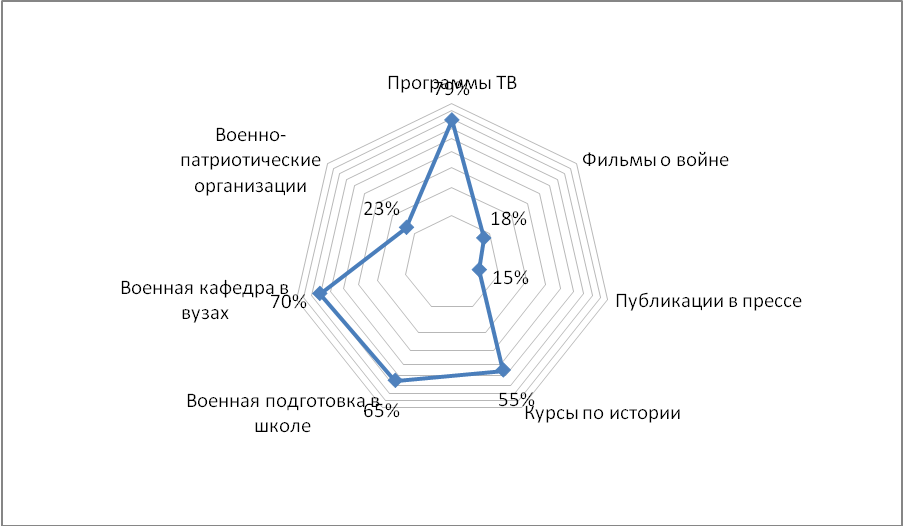 Программы ТВ
79%
Военно-
патриотические
организации
Фильмы о войне
23%
18%
15%
Военная кафедра в
вузах
70%
Публикации в прессе
Военная подготовка в
школе
65%
55%
Курсы по истории